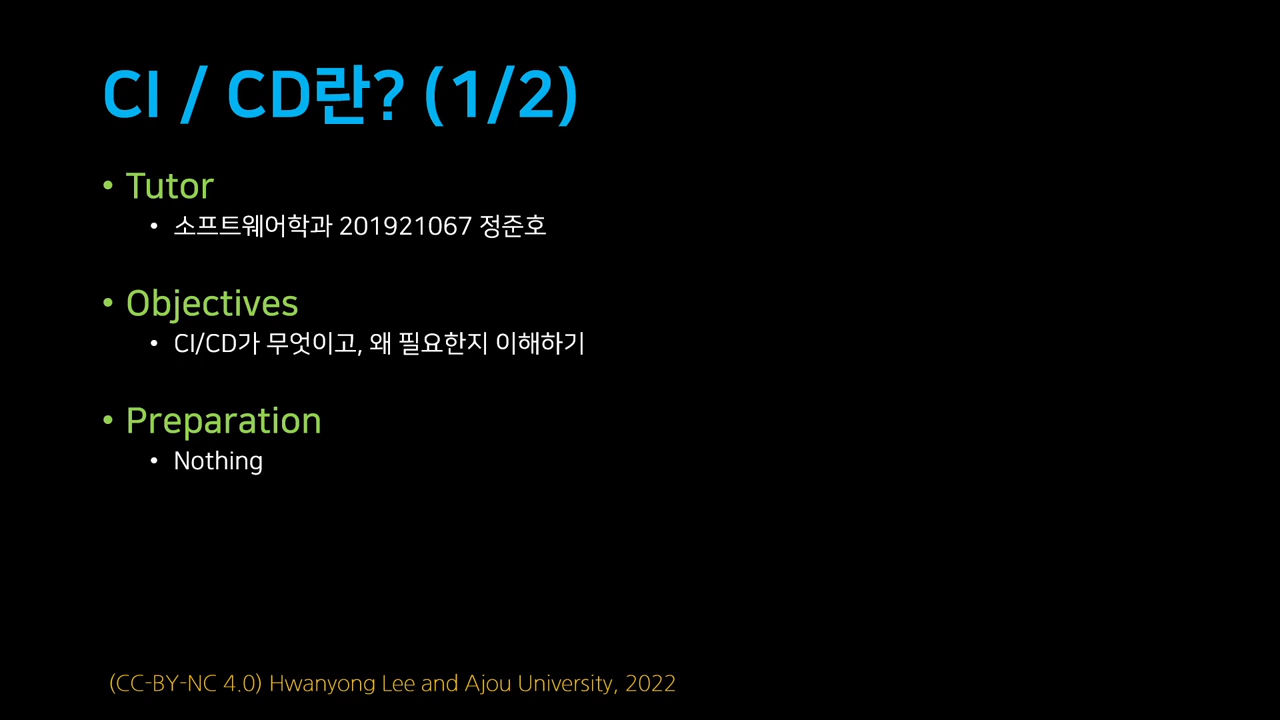 CI / CD란? (1/2)
• Tutor
• 소프트웨어학과 201921067 정준호
• Objectives
• CI/CD가 무엇이고, 왜 필요한지 이해하기
• Preparation
• Nothing
(CC-BY-NC 4.0) Hwanyong Lee and Ajou University, 2022